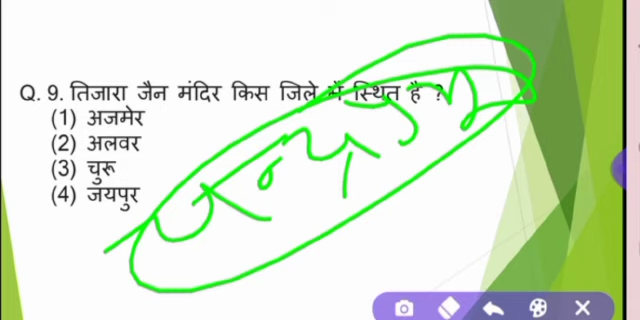 Q. 9. तिजारा जैन मंदिर किस जिले में स्थित है ?
(1) अजमेर
(2) अलवर
(3) चुरू
(4) जयपुर